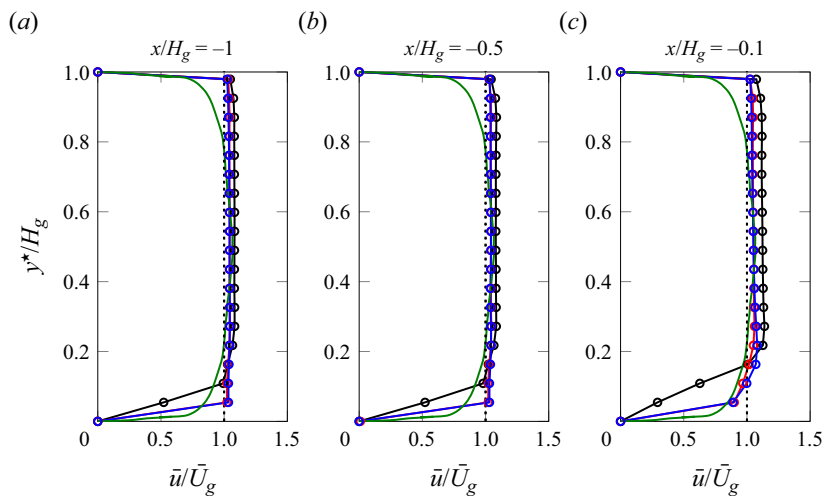 (a) (b) (c)
x/H_g = –1 x/H_g = –0.5 x/H_g = –0.1
1.0 1.0 1.0
0.8 0.8 0.8
0.6 0.6 0.6
y★/H_g
0.4 0.4 0.4
0.2 0.2 0.2
0 0.5 1.0 1.5 0 0.5 1.0 1.5 0 0.5 1.0 1.5
ū/Ū_g ū/Ū_g ū/Ū_g